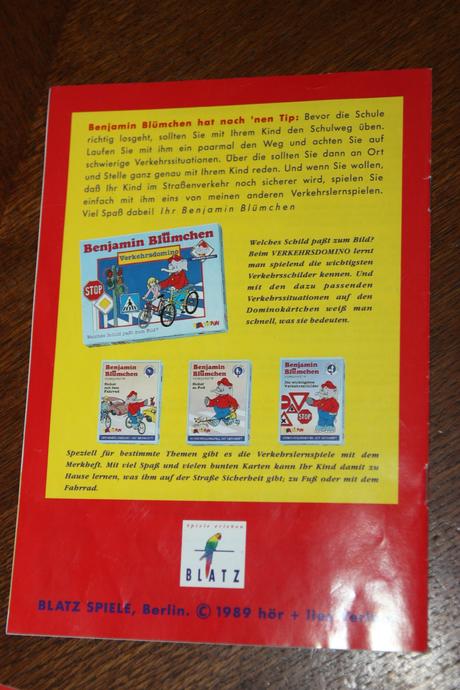 Benjamin Blümchen hat noch 'nen Tip: Bevor die Schule
richtig losgeht, sollten Sie mit Ihrem Kind den Schulweg üben.
Laufen Sie mit ihm ein paarmal den Weg und achten Sie auf
schwierige Verkehrssituationen. Über die sollten Sie dann an Ort
und Stelle ganz genau mit Ihrem Kind reden. Und wenn Sie wollen,
daß Ihr Kind im Straßenverkehr noch sicherer wird, spielen Sie
einfach mit ihm eins von meinen anderen Verkehrslernspielen.
Viel Spaß dabei! Ihr Benjamin Blümchen
Benjamin Blümchen
Verkehrsdomino
STOP
Welches Schild paßt zum Bild?
Welches Schild paßt zum Bild?
Beim VERKEHRSDOMINO lernt
man spielend die wichtigsten
Verkehrsschilder kennen. Und
mit den dazu passenden
Verkehrssituationen auf den
Dominokärtchen weiß man
schnell, was sie bedeuten.
Benjamin
Blümchen
Sicher
mit dem
Fahrrad
Benjamin
Blümchen
Sicher
zu Fuß
Benjamin
Blümchen
Die wichtigsten
Verkehrsschilder
STOP
Speziell für bestimmte Themen gibt es die Verkehrslernspiele mit dem
Merkheft. Mit viel Spaß und vielen bunten Karten kann Ihr Kind damit zu
Hause lernen, was ihm auf der Straße Sicherheit gibt; zu Fuß oder mit dem
Fahrrad.
Spiele erleben
BLATZ
BLATZ SPIELE, Berlin. © 1989 hör +